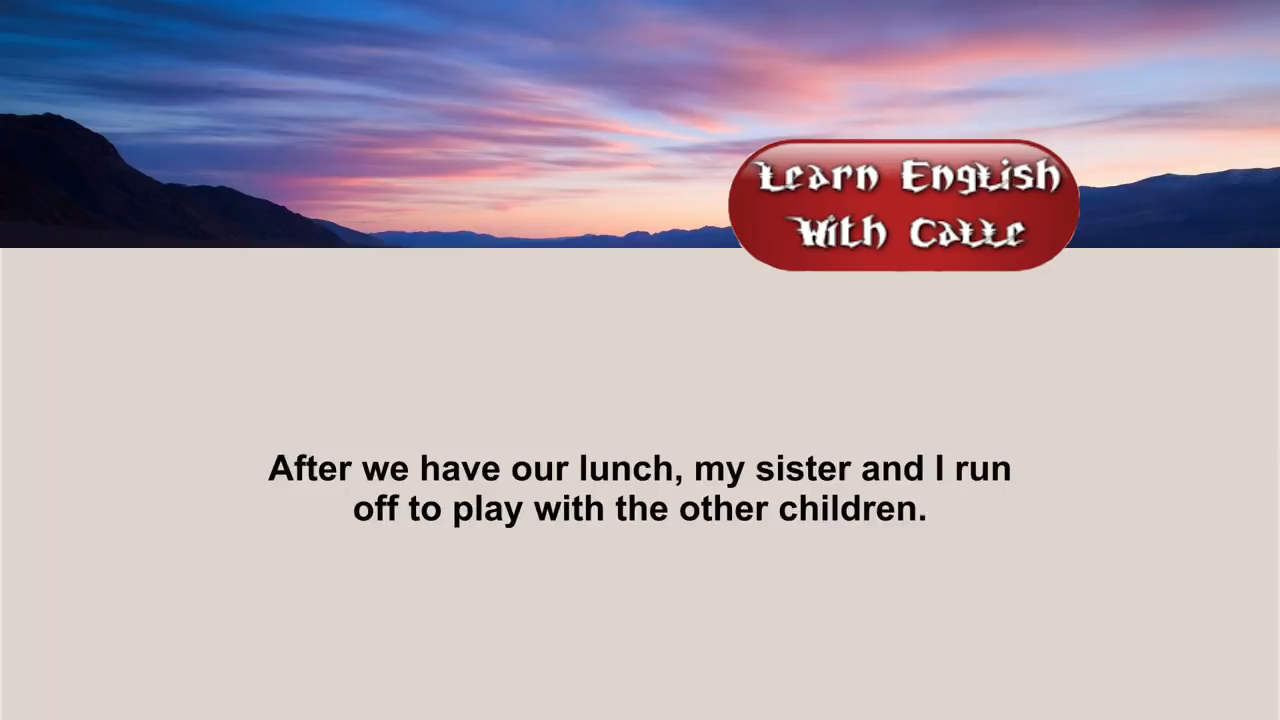 Learn English
With Calle
After we have our lunch, my sister and I run
off to play with the other children.